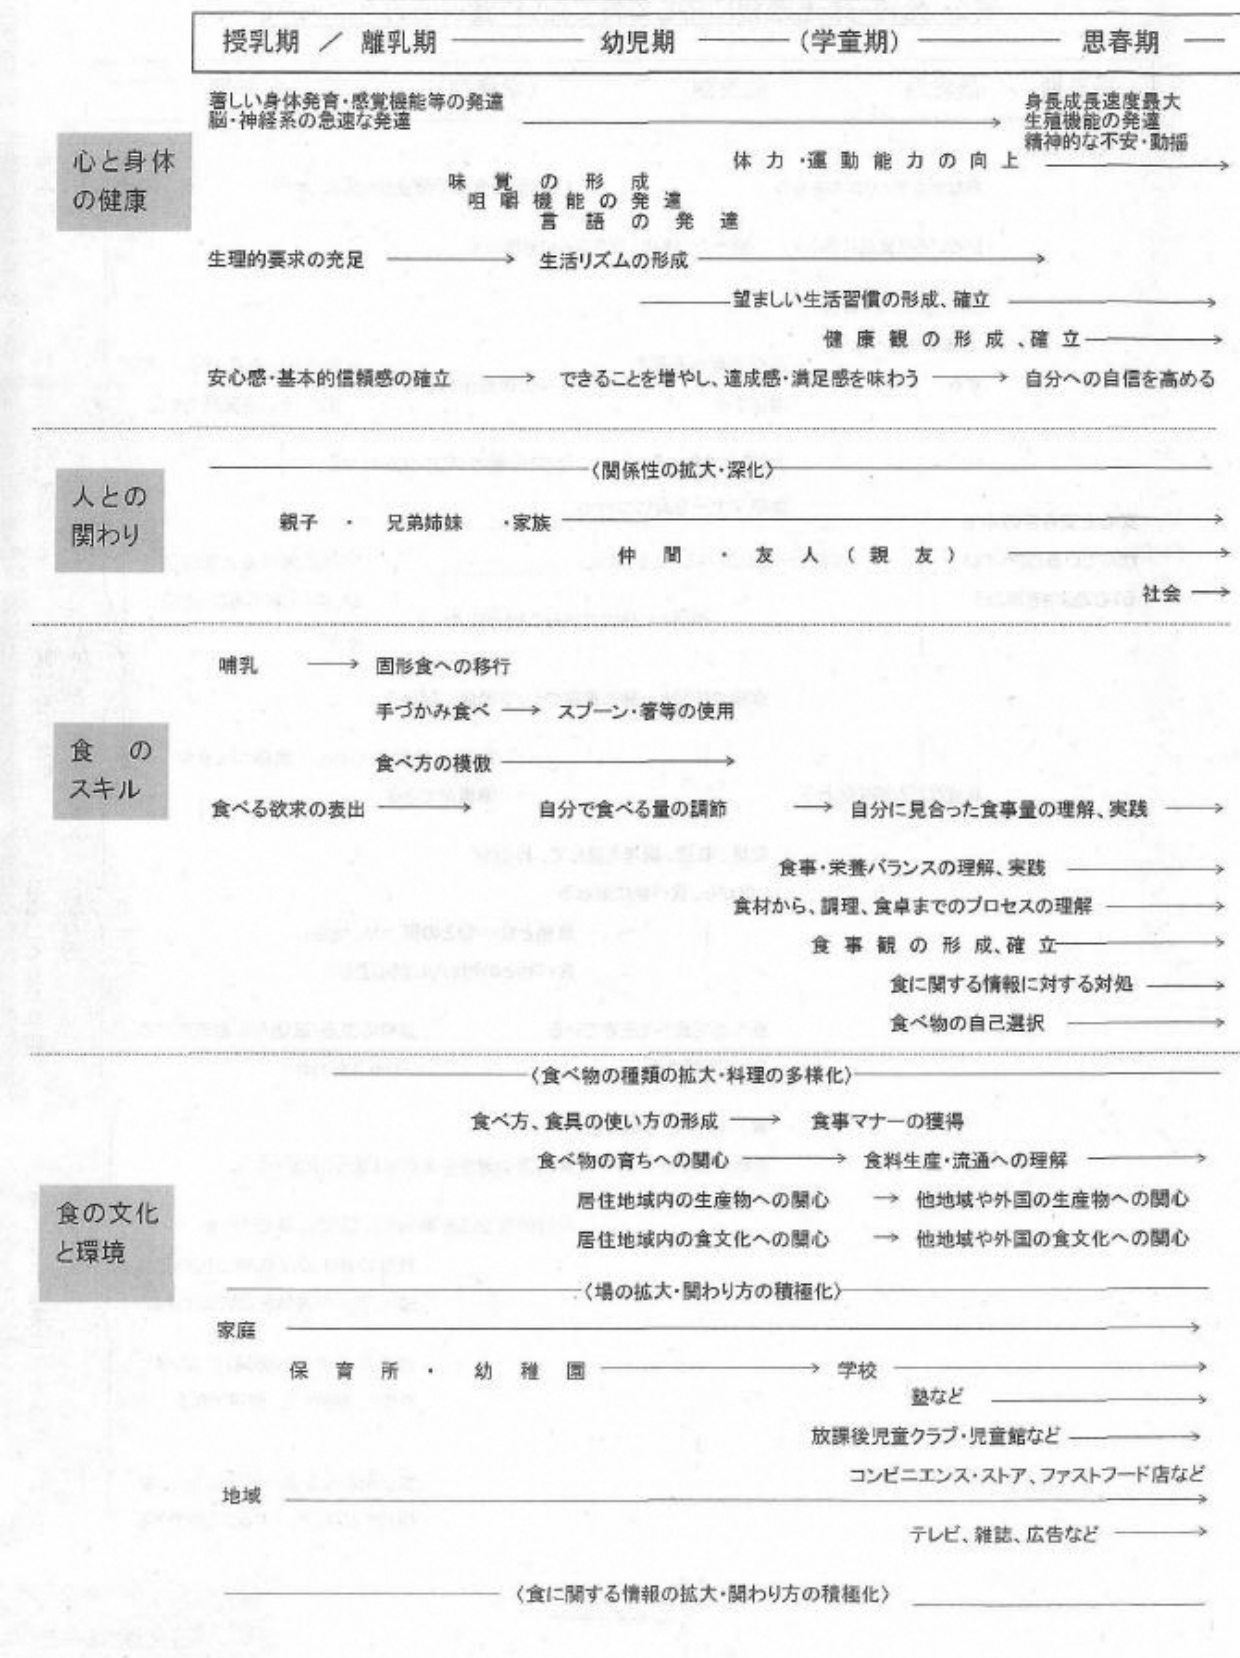 授乳期 ／ 離乳期 幼児期 (学童期) 思春期
著しい身体発育・感覚機能等の発達
脳・神経系の急速な発達
身長成長速度最大
生殖機能の発達
精神的な不安・動揺
心と身体
の健康
体力・運動能力の向上
味覚の形成
咀嚼機能の発達
言語の発達
生理的要求の充足 → 生活リズムの形成 →
望ましい生活習慣の形成、確立 →
健康観の形成、確立 →
安心感・基本的信頼感の確立 → できることを増やし、達成感・満足感を味わう → 自分への自信を高める
人との
関わり
〈関係性の拡大・深化〉
親子 ・ 兄弟姉妹 ・家族 →
仲間・友人(親友) →
社会 →
食の
スキル
哺乳 → 固形食への移行
手づかみ食べ → スプーン・箸等の使用
食べ方の模倣 →
食べる欲求の表出 → 自分で食べる量の調節 → 自分に見合った食事量の理解、実践 →
食事・栄養バランスの理解、実践 →
食材から、調理、食卓までのプロセスの理解 →
食事観の形成、確立 →
食に関する情報に対する対処 →
食べ物の自己選択 →
食の文化
と環境
〈食べ物の種類の拡大・料理の多様化〉
食べ方、食具の使い方の形成 → 食事マナーの獲得
食べ物の育ちへの関心 → 食料生産・流通への理解 →
居住地域内の生産物への関心 → 他地域や外国の生産物への関心
居住地域内の食文化への関心 → 他地域や外国の食文化への関心
〈場の拡大・関わり方の積極化〉
家庭 →
保育所・幼稚園 → 学校 →
塾など →
放課後児童クラブ・児童館など →
コンビニエンス・ストア、ファストフード店など
地域 →
テレビ、雑誌、広告など →
〈食に関する情報の拡大・関わり方の積極化〉